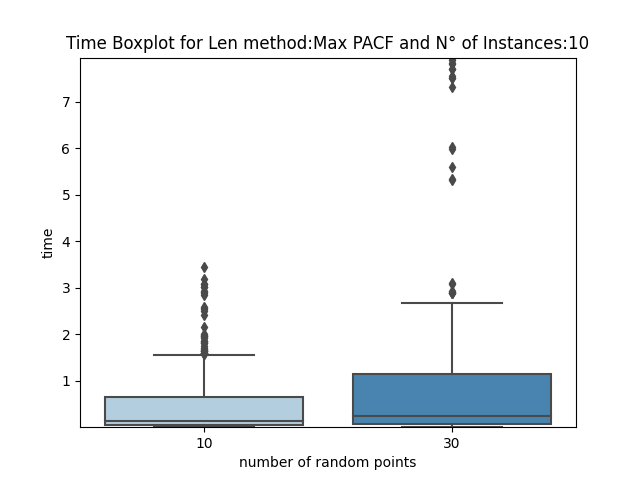 Time Boxplot for Len method:Max PACF and N° of Instances:10
7
6
5
4
3
2
1
time
10 30
number of random points